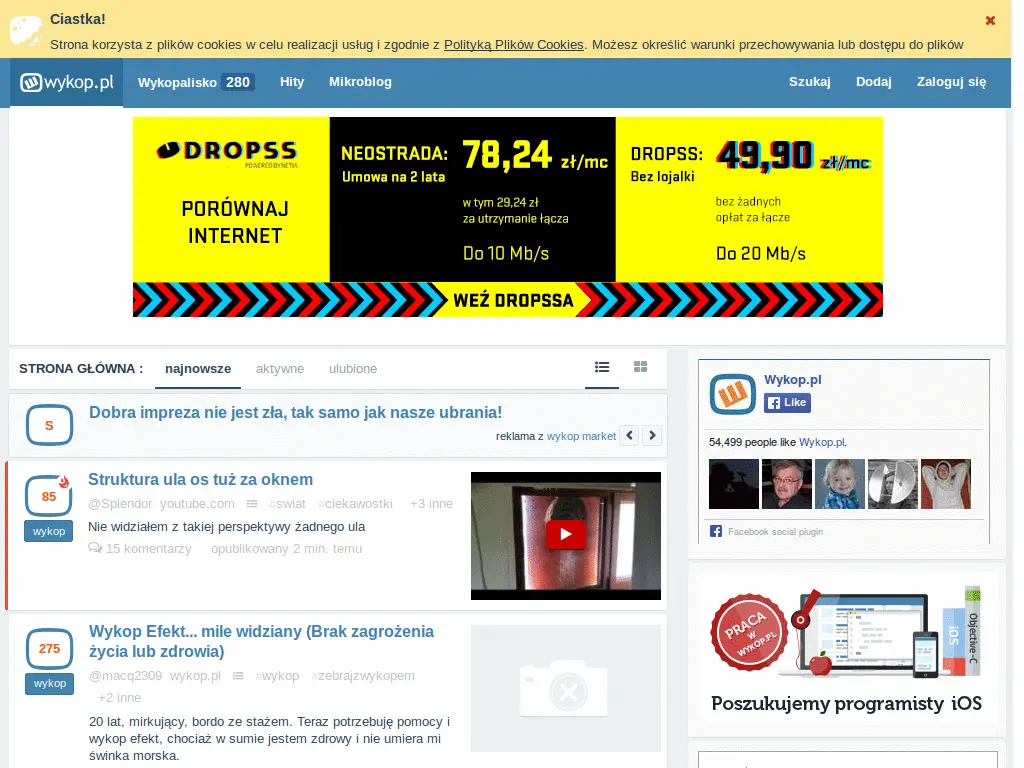 Ciastka!
Strona korzysta z plików cookies w celu realizacji usług i zgodnie z Polityką Plików Cookies. Możesz określić warunki przechowywania lub dostępu do plików
wykop.pl Wykopalisko 280 Hity Mikroblog Szukaj Dodaj Zaloguj się
DROPSS
POWERED BY NETIA
PORÓWNAJ
INTERNET
NEOSTRADA: 78,24 zł/mc
Umowa na 2 lata
w tym 29,24 zł
za utrzymanie łącza
Do 10 Mb/s
DROPSS: 49,90 zł/mc
Bez lojalki
bez żadnych
opłat za łącze
Do 20 Mb/s
WEŹ DROPSSA
STRONA GŁÓWNA : najnowsze aktywne ulubione
S
Dobra impreza nie jest zła, tak samo jak nasze ubrania!
reklama z wykop market
85
wykop
Struktura ula os tuż za oknem
@Splendor youtube.com #swiat #ciekawostki +3 inne
Nie widziałem z takiej perspektywy żadnego ula
15 komentarzy opublikowany 2 min. temu
275
wykop
Wykop Efekt... mile widziany (Brak zagrożenia
życia lub zdrowia)
@macq2309 wykop.pl #wykop #zebrajzwykopem
+2 inne
20 lat, mirkujący, bordo ze stażem. Teraz potrzebuję pomocy i
wykop efekt, chociaż w sumie jestem zdrowy i nie umiera mi
świnka morska.
Wykop.pl
Like
54,499 people like Wykop.pl.
Facebook social plugin
PRACA
W
WYKOP.PL
iOS
Objective-C
Poszukujemy programisty iOS